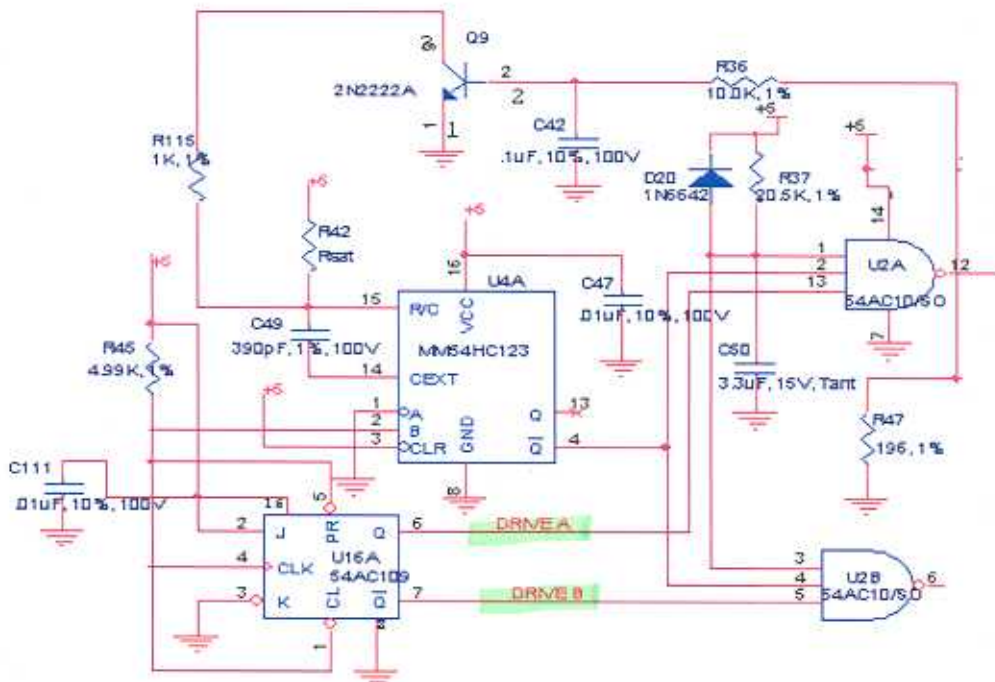 Q9
2
2
2N2222A
2
1
1
R36
10.0K, 1%
+5
R115
1K, 1%
C42
.1uF, 10%, 100V
D20
1N5642
R37
20.5K, 1%
+5
14
+5
R42
Rsat
+5
16
U4A
C47
.01uF, 10%, 100V
1
2
13
U2A
12
54AC10/SO
7
15
R/C
VCC
C49
390pF, 1%, 100V
MM54HC123
14
CEXT
+5
R45
4.99K, 1%
C50
3.3uF, 15V, Tant
+5
1
A
2
B
3
CLR
GND
Q
13
Q
4
8
R47
196, 1%
C111
.01uF, 10%, 100V
16
5
2
J
PR
Q
6
DRIVE A
U16A
4
CLK
54AC109
3
K
CL
Q
7
DRIVE B
8
1
3
4
5
U2B
6
54AC10/SO